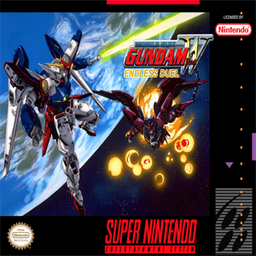 LICENSED BY
Nintendo
GUNDAM W
ENDLESS DUEL
SUPER NINTENDO
ENTERTAINMENT SYSTEM